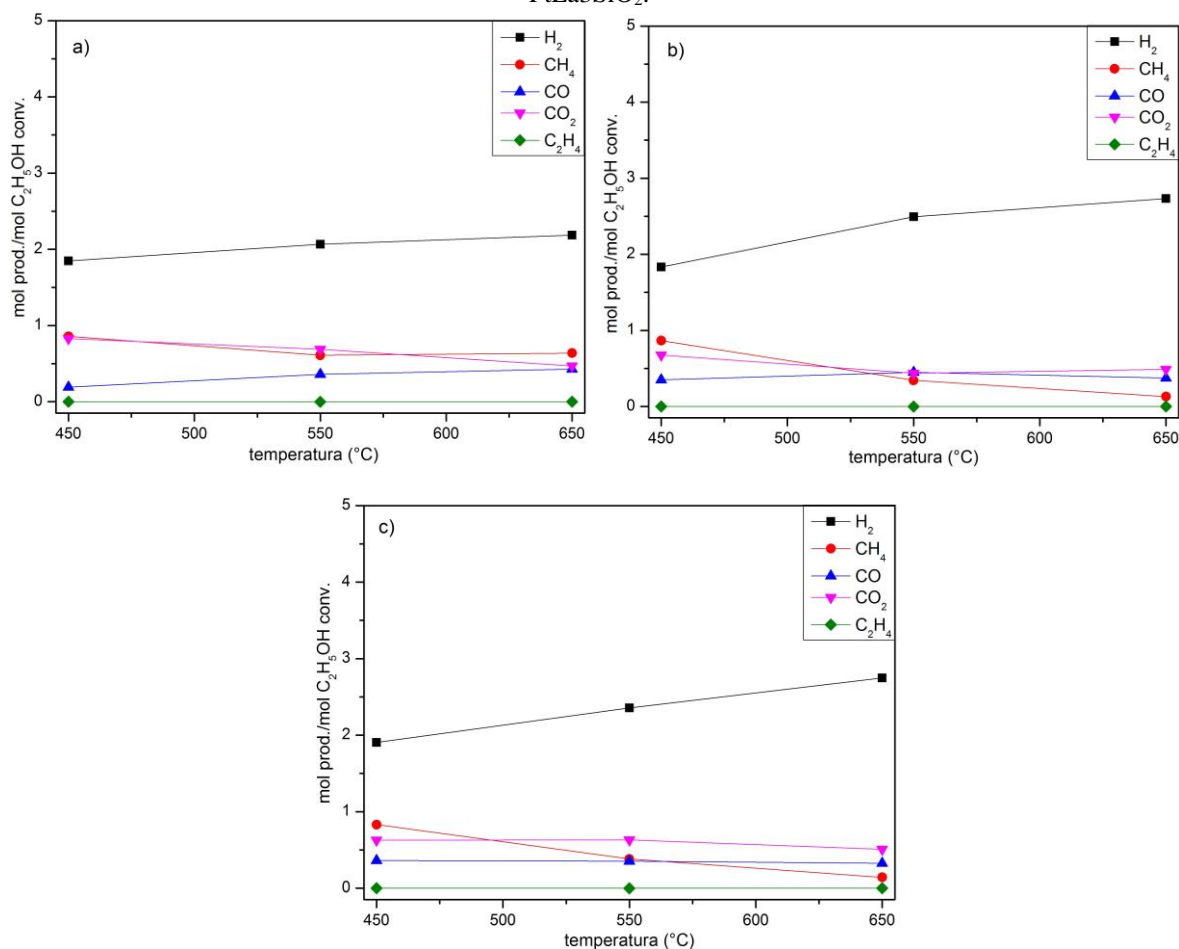 a)
H₂
CH₄
CO
CO₂
C₂H₄
mol prod./mol C₂H₅OH conv.
5
4
3
2
1
0
450
500
550
600
650
temperatura (°C)
b)
H₂
CH₄
CO
CO₂
C₂H₄
mol prod./mol C₂H₅OH conv.
5
4
3
2
1
0
450
500
550
600
650
temperatura (°C)
c)
H₂
CH₄
CO
CO₂
C₂H₄
mol prod./mol C₂H₅OH conv.
5
4
3
2
1
0
450
500
550
600
650
temperatura (°C)